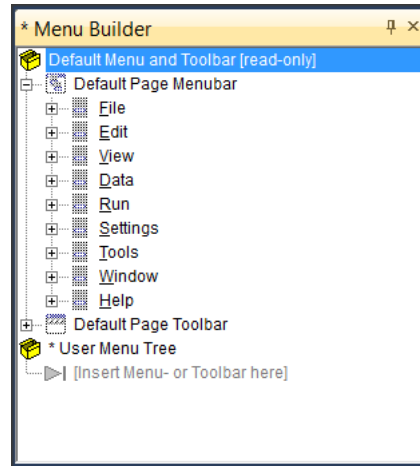 * Menu Builder
Default Menu and Toolbar [read-only]
Default Page Menubar
File
Edit
View
Data
Run
Settings
Tools
Window
Help
Default Page Toolbar
* User Menu Tree
[Insert Menu- or Toolbar here]